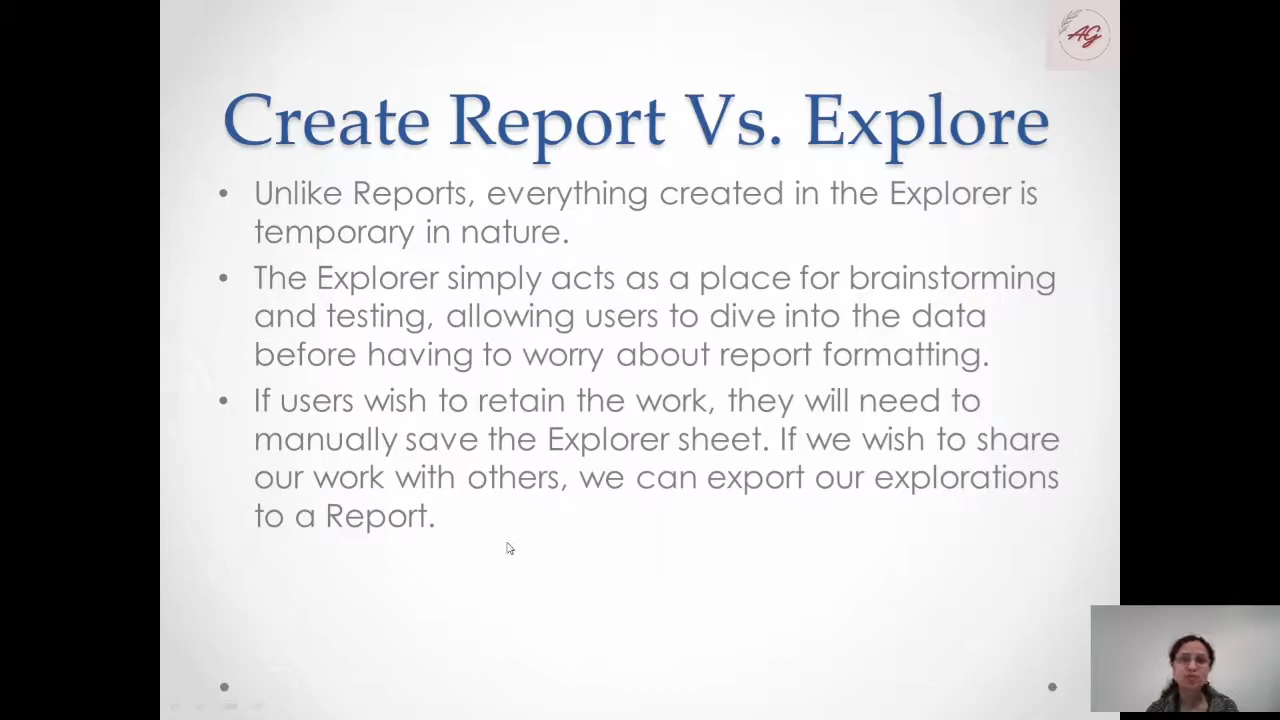 AG
Create Report Vs. Explore
• Unlike Reports, everything created in the Explorer is
temporary in nature.
• The Explorer simply acts as a place for brainstorming
and testing, allowing users to dive into the data
before having to worry about report formatting.
• If users wish to retain the work, they will need to
manually save the Explorer sheet. If we wish to share
our work with others, we can export our explorations
to a Report.